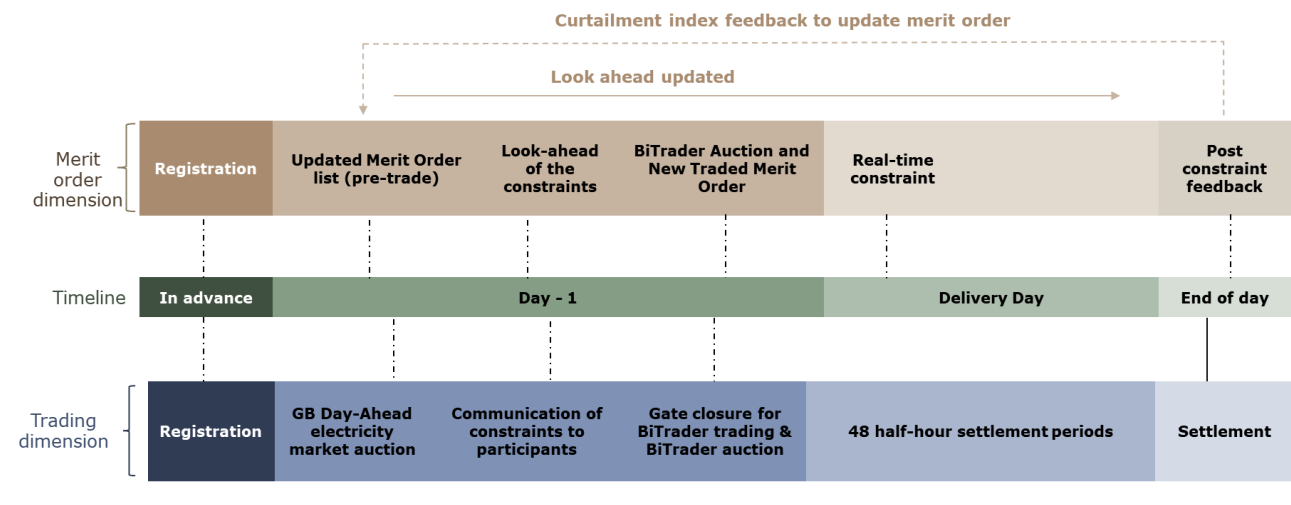 Curtailment index feedback to update merit order
Look ahead updated
Merit
order
dimension
Registration
Updated Merit Order
list (pre-trade)
Look-ahead
of the
constraints
BiTrader Auction and
New Traded Merit
Order
Real-time
constraint
Post
constraint
feedback
Timeline
In advance
Day - 1
Delivery Day
End of day
Trading
dimension
Registration
GB Day-Ahead
electricity
market auction
Communication of
constraints to
participants
Gate closure for
BiTrader trading &
BiTrader auction
48 half-hour settlement periods
Settlement